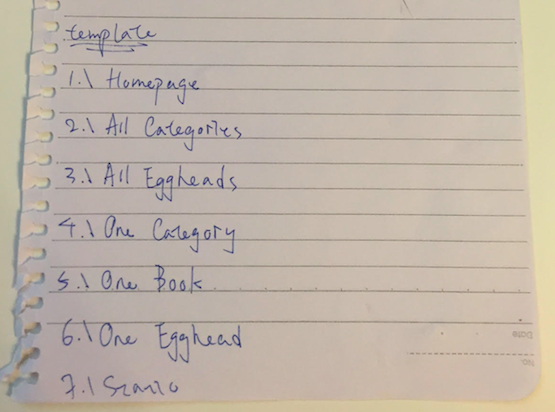 template
1.\ Homepage
2.\ All Categories
3.\ All Eggheads
4.\ One Category
5.\ One Book
6.\ One Egghead
7.\
Date
No.